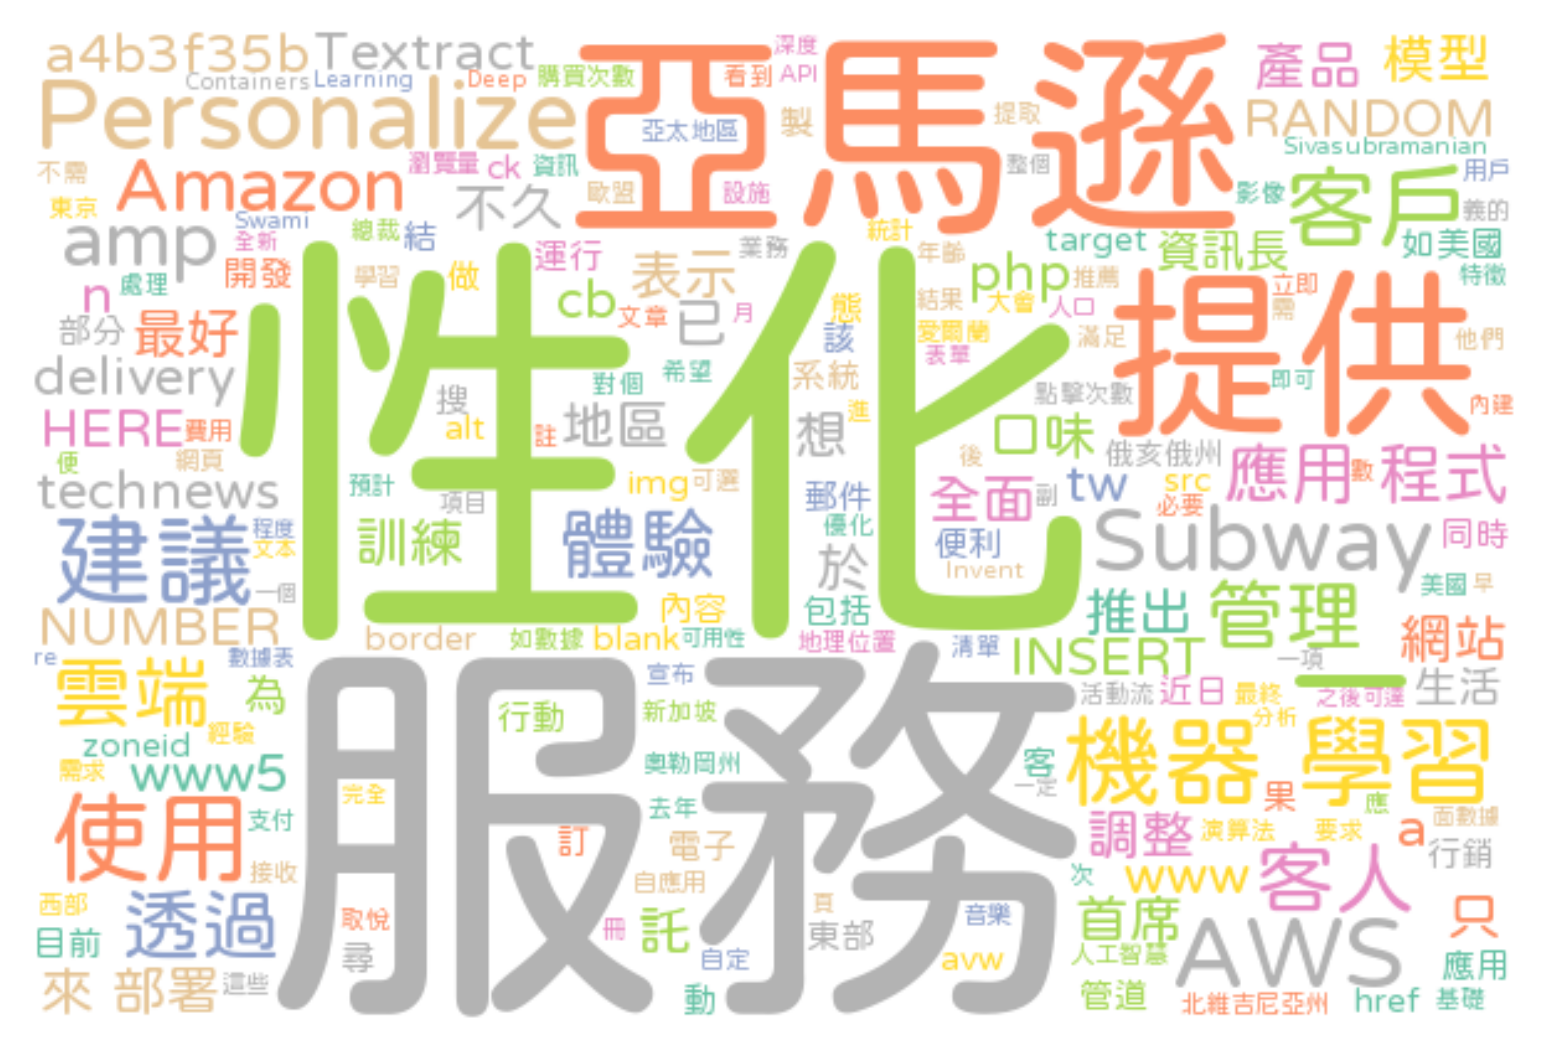 a4b3f35b Textract 亞馬遜 深度 產品 模型
Containers Learning Deep 購買次數 看到 API
Personalize 亞太地區 製 提取 RANDOM
Sivasubramanian
不需 Amazon 瀏覽量 ck 資訊 整個 用戶
東京 不久 歐盟 設施 影像 客戶 義的
Swami 總裁 結 統計 target 資訊長 如美國
amp 全新 運行 業務 年齡
處理 開發 學習 做 表示 php 推薦 立即 特徵
n cb 文章 已 月 態 結果 大會 人口 需 提供
部分 最好 性化 該 愛爾蘭 滿足 他們
delivery 對個 希望 系統 表單 即可
搜 點擊次數 內建
HERE 費用 alt 註 地區 想 進 口味
便 網頁 後 俄亥俄州 應用 數 程式
technews 預計 項目 img 可選 郵件 全面 副 tw src 必要
建議 程度 文本 訓練 體驗 優化 便利 Subway 同時
一個 於 Invent 美國 早
NUMBER 內容 包括 推出 管理 網站
border 如數據 blank 可用性 地理位置 清單 INSERT 一項
re 數據表 宣布
雲端 為 服務 行動 新加坡 活動流 近日 最終 一 之後可達 生活
zoneid 經驗 分析
需求 www5 奧勒岡州 客 機器 學習
使用 支付 完全 去年 一定 果 應 面數據
接收 訂 電子 調整 演算法 要求 a 行銷
西部 自應用 次 www 客人
目前 透過 取悅 冊 託 頁 東部 音樂 首席 只
來 部署 這些 尋 自定 avw 人工智慧 AWS 應用
動 管道 北維吉尼亞州 href 基礎